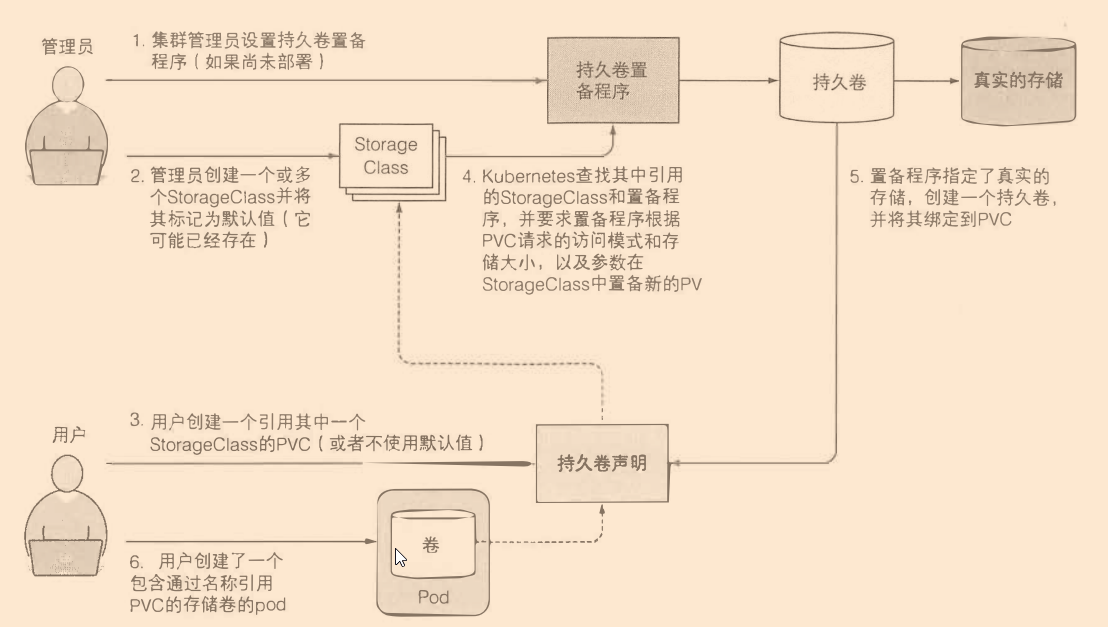 管理员
1. 集群管理员设置持久卷置备
程序（如果尚未部署）
持久卷置
备程序
持久卷
真实的存储
Storage
Class
2. 管理员创建一个或多
个StorageClass并将
其标记为默认值（它
可能已经存在）
4. Kubernetes查找其中引用
的StorageClass和置备程
序，并要求置备程序根据
PVC请求的访问模式和存
储大小，以及参数在
StorageClass中置备新的PV
5. 置备程序指定了真实的
存储，创建一个持久卷，
并将其绑定到PVC
用户
3. 用户创建一个引用其中一个
StorageClass的PVC（或者不使用默认值）
持久卷声明
卷
Pod
6. 用户创建了一个
包含通过名称引用
PVC的存储卷的pod